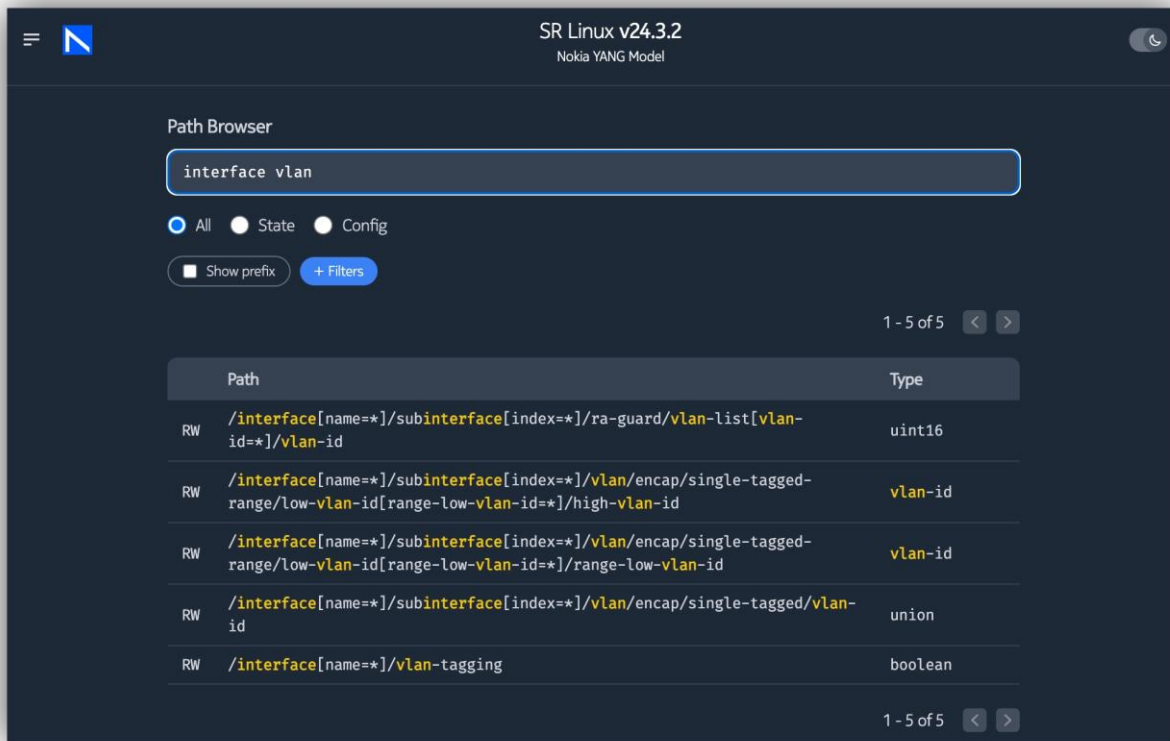 SR Linux v24.3.2
Nokia YANG Model
Path Browser
interface vlan
All State Config
Show prefix + Filters
1 - 5 of 5 < >
Path Type
RW /interface[name=*]/subinterface[index=*]/ra-guard/vlan-list[vlan-
id=*]/vlan-id uint16
RW /interface[name=*]/subinterface[index=*]/vlan/encap/single-tagged-
range/low-vlan-id[range-low-vlan-id=*]/high-vlan-id vlan-id
RW /interface[name=*]/subinterface[index=*]/vlan/encap/single-tagged-
range/low-vlan-id[range-low-vlan-id=*]/range-low-vlan-id vlan-id
RW /interface[name=*]/subinterface[index=*]/vlan/encap/single-tagged/vlan-
id union
RW /interface[name=*]/vlan-tagging boolean
1 - 5 of 5 < >